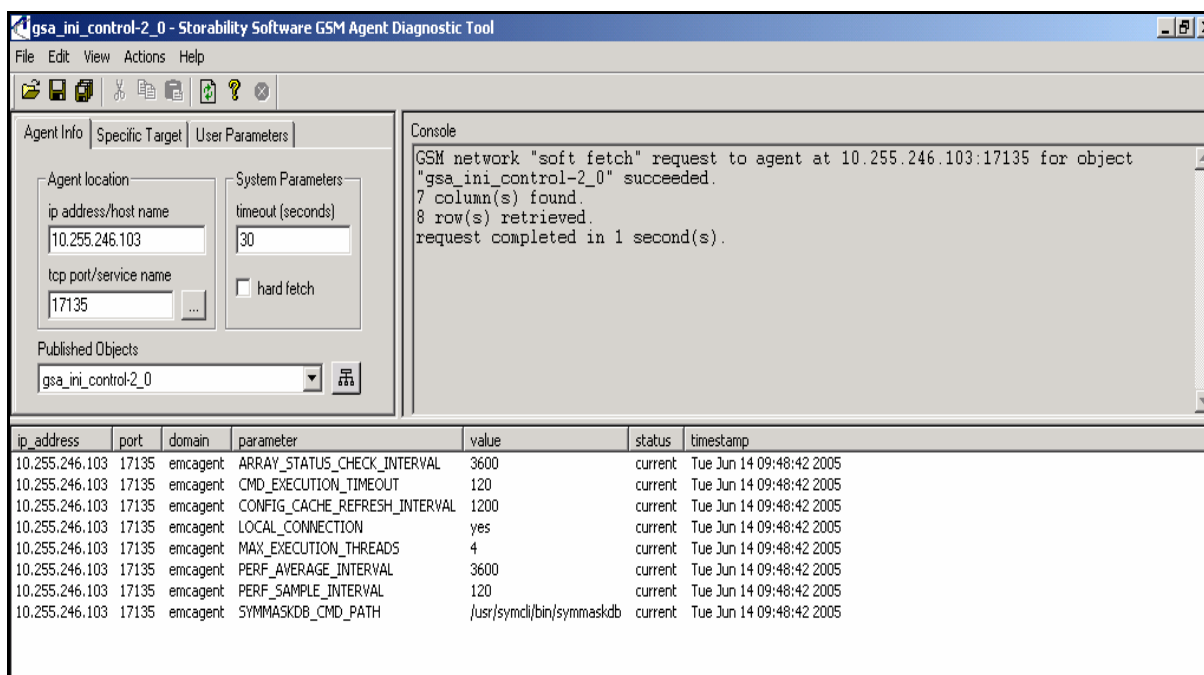 gsa_ini_control-2_0 - Storability Software GSM Agent Diagnostic Tool
File Edit View Actions Help
Agent Info Specific Target User Parameters
Agent location
ip address/host name
10.255.246.103
tcp port/service name
17135
...
System Parameters
timeout (seconds)
30
hard fetch
Published Objects
gsa_ini_control-2_0
Console
GSM network "soft fetch" request to agent at 10.255.246.103:17135 for object
"gsa_ini_control-2_0" succeeded.
7 column(s) found.
8 row(s) retrieved.
request completed in 1 second(s).
ip_address port domain parameter value status timestamp
10.255.246.103 17135 emcagent ARRAY_STATUS_CHECK_INTERVAL 3600 current Tue Jun 14 09:48:42 2005
10.255.246.103 17135 emcagent CMD_EXECUTION_TIMEOUT 120 current Tue Jun 14 09:48:42 2005
10.255.246.103 17135 emcagent CONFIG_CACHE_REFRESH_INTERVAL 1200 current Tue Jun 14 09:48:42 2005
10.255.246.103 17135 emcagent LOCAL_CONNECTION yes current Tue Jun 14 09:48:42 2005
10.255.246.103 17135 emcagent MAX_EXECUTION_THREADS 4 current Tue Jun 14 09:48:42 2005
10.255.246.103 17135 emcagent PERF_AVERAGE_INTERVAL 3600 current Tue Jun 14 09:48:42 2005
10.255.246.103 17135 emcagent PERF_SAMPLE_INTERVAL 120 current Tue Jun 14 09:48:42 2005
10.255.246.103 17135 emcagent SYMMASKDB_CMD_PATH /usr/symcli/bin/symmaskdb current Tue Jun 14 09:48:42 2005